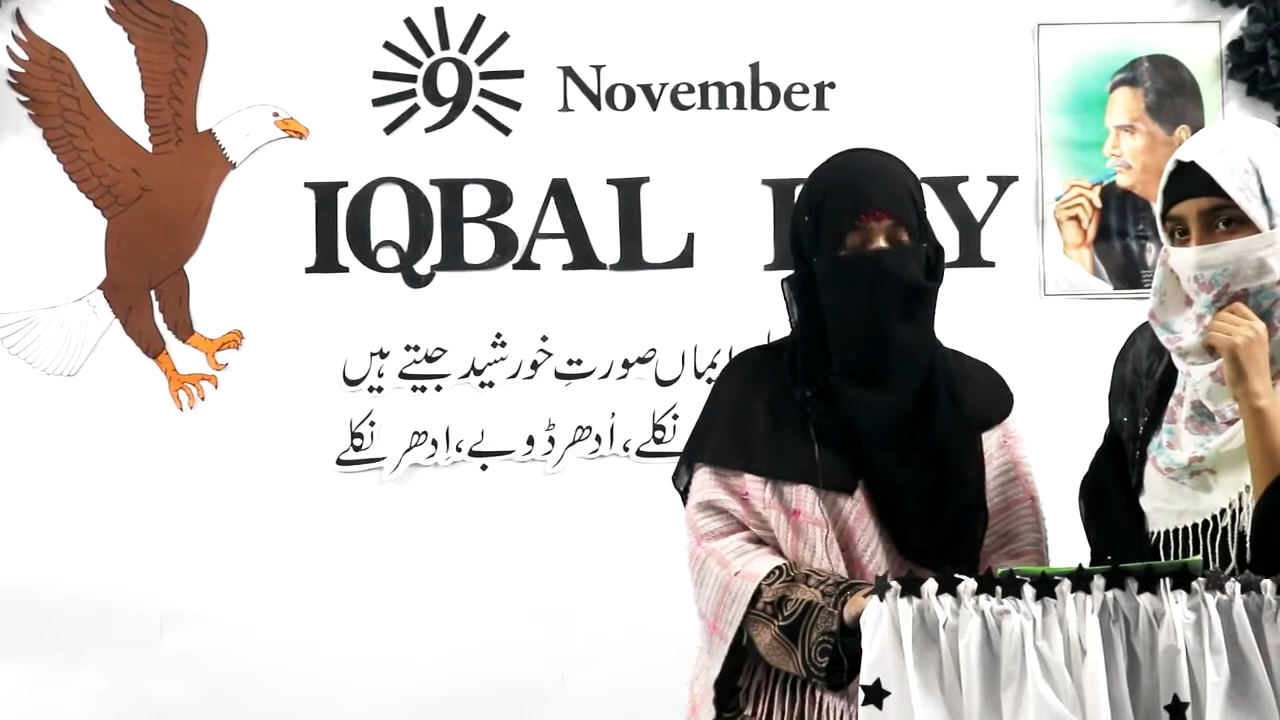 9 November
IQBAL D Y
ایماں صورتِ خورشید جیتے ہیں
نکلے، اُدھر ڈوبے، اِدھر نکلے